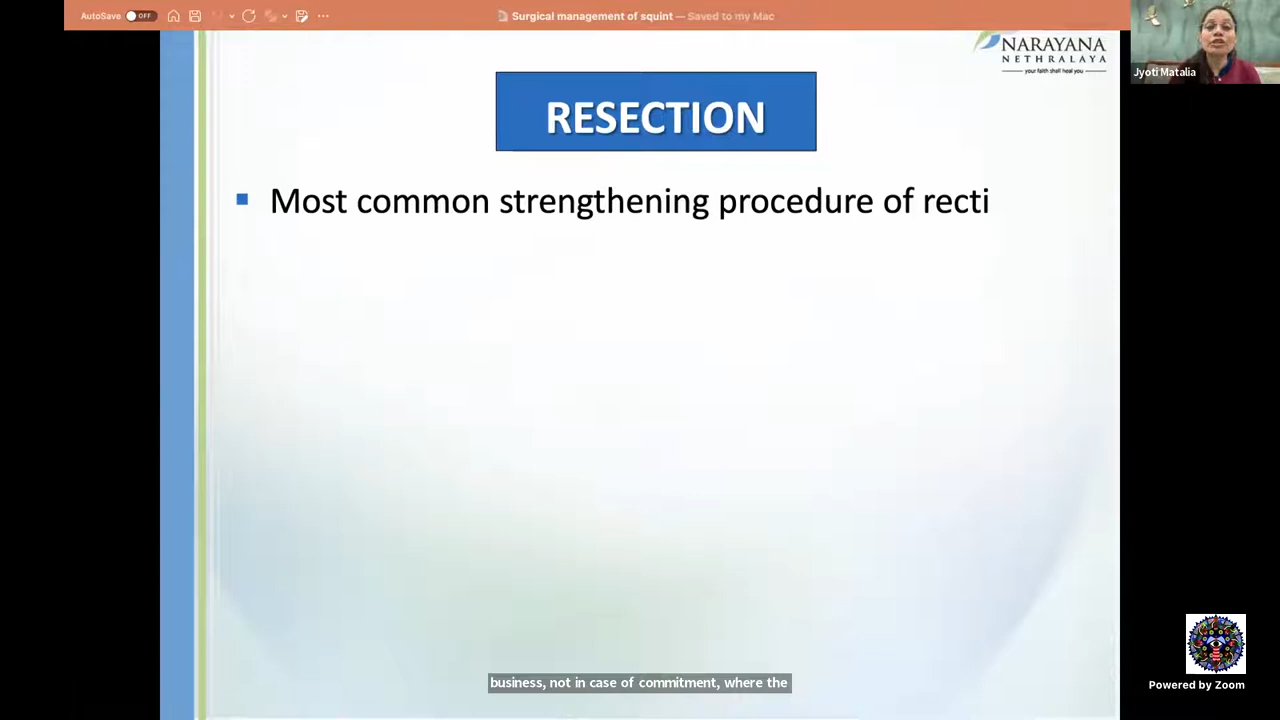 AutoSave OFF
Surgical management of squint — Saved to my Mac
NARAYANA
NETHRALAYA
your faith shall heal you
Jyoti Matalia
RESECTION
Most common strengthening procedure of recti
business, not in case of commitment, where the
Powered by Zoom